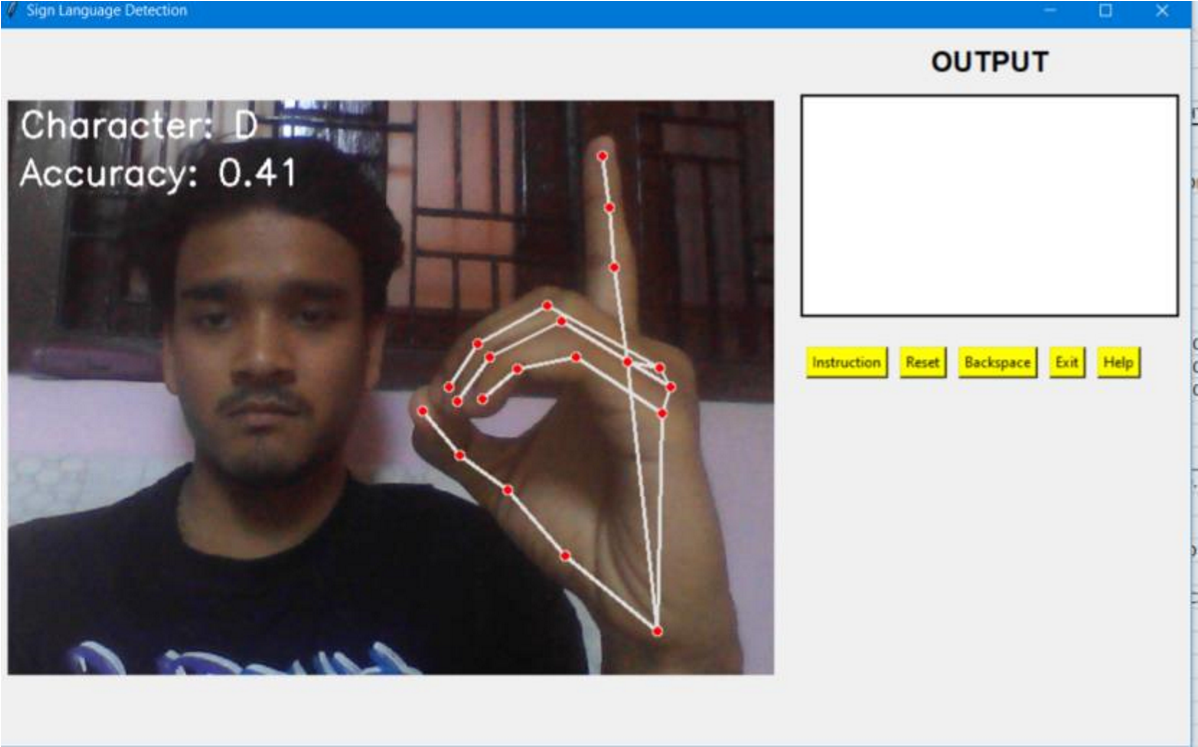 Sign Language Detection
OUTPUT
Character: D
Accuracy: 0.41
Instruction Reset Backspace Exit Help